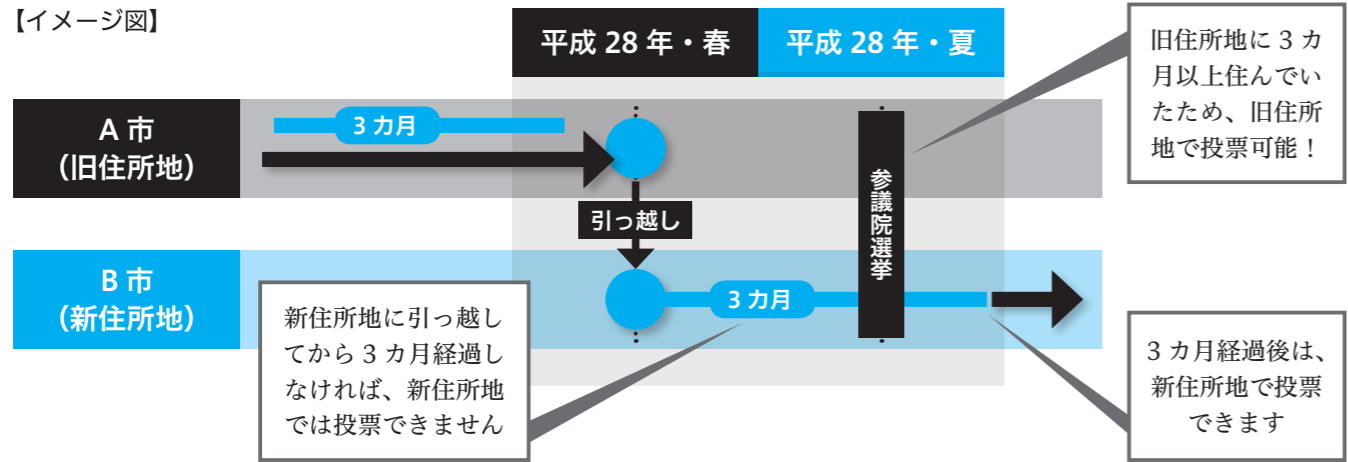 【イメージ図】
平成 28 年・春
平成 28 年・夏
旧住所地に 3 カ
月以上住んでい
たため、旧住所
地で投票可能！
A 市
（旧住所地）
3 カ月
引っ越し
参議院選挙
B 市
（新住所地）
3 カ月
新住所地に引っ越し
てから 3 カ月経過し
なければ、新住所地
では投票できません
3 カ月経過後は、
新住所地で投票
できます